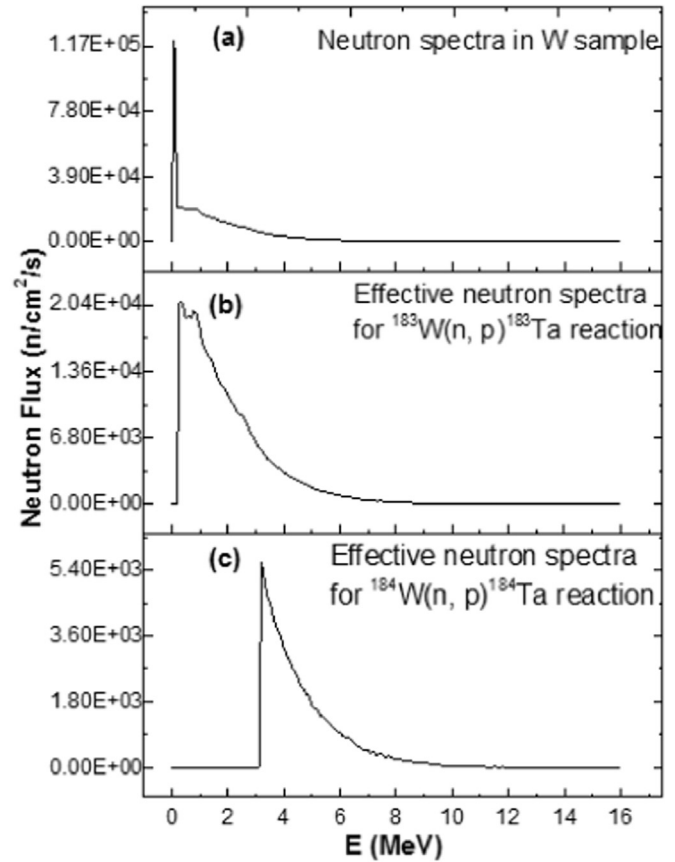 (a) Neutron spectra in W sample
1.17E+05
7.80E+04
3.90E+04
0.00E+00
(b) Effective neutron spectra
for ¹⁸³W(n, p)¹⁸³Ta reaction
2.04E+04
1.36E+04
6.80E+03
0.00E+00
(c) Effective neutron spectra
for ¹⁸⁴W(n, p)¹⁸⁴Ta reaction
5.40E+03
3.60E+03
1.80E+03
0.00E+00
Neutron Flux (n/cm²/s)
0 2 4 6 8 10 12 14 16
E (MeV)